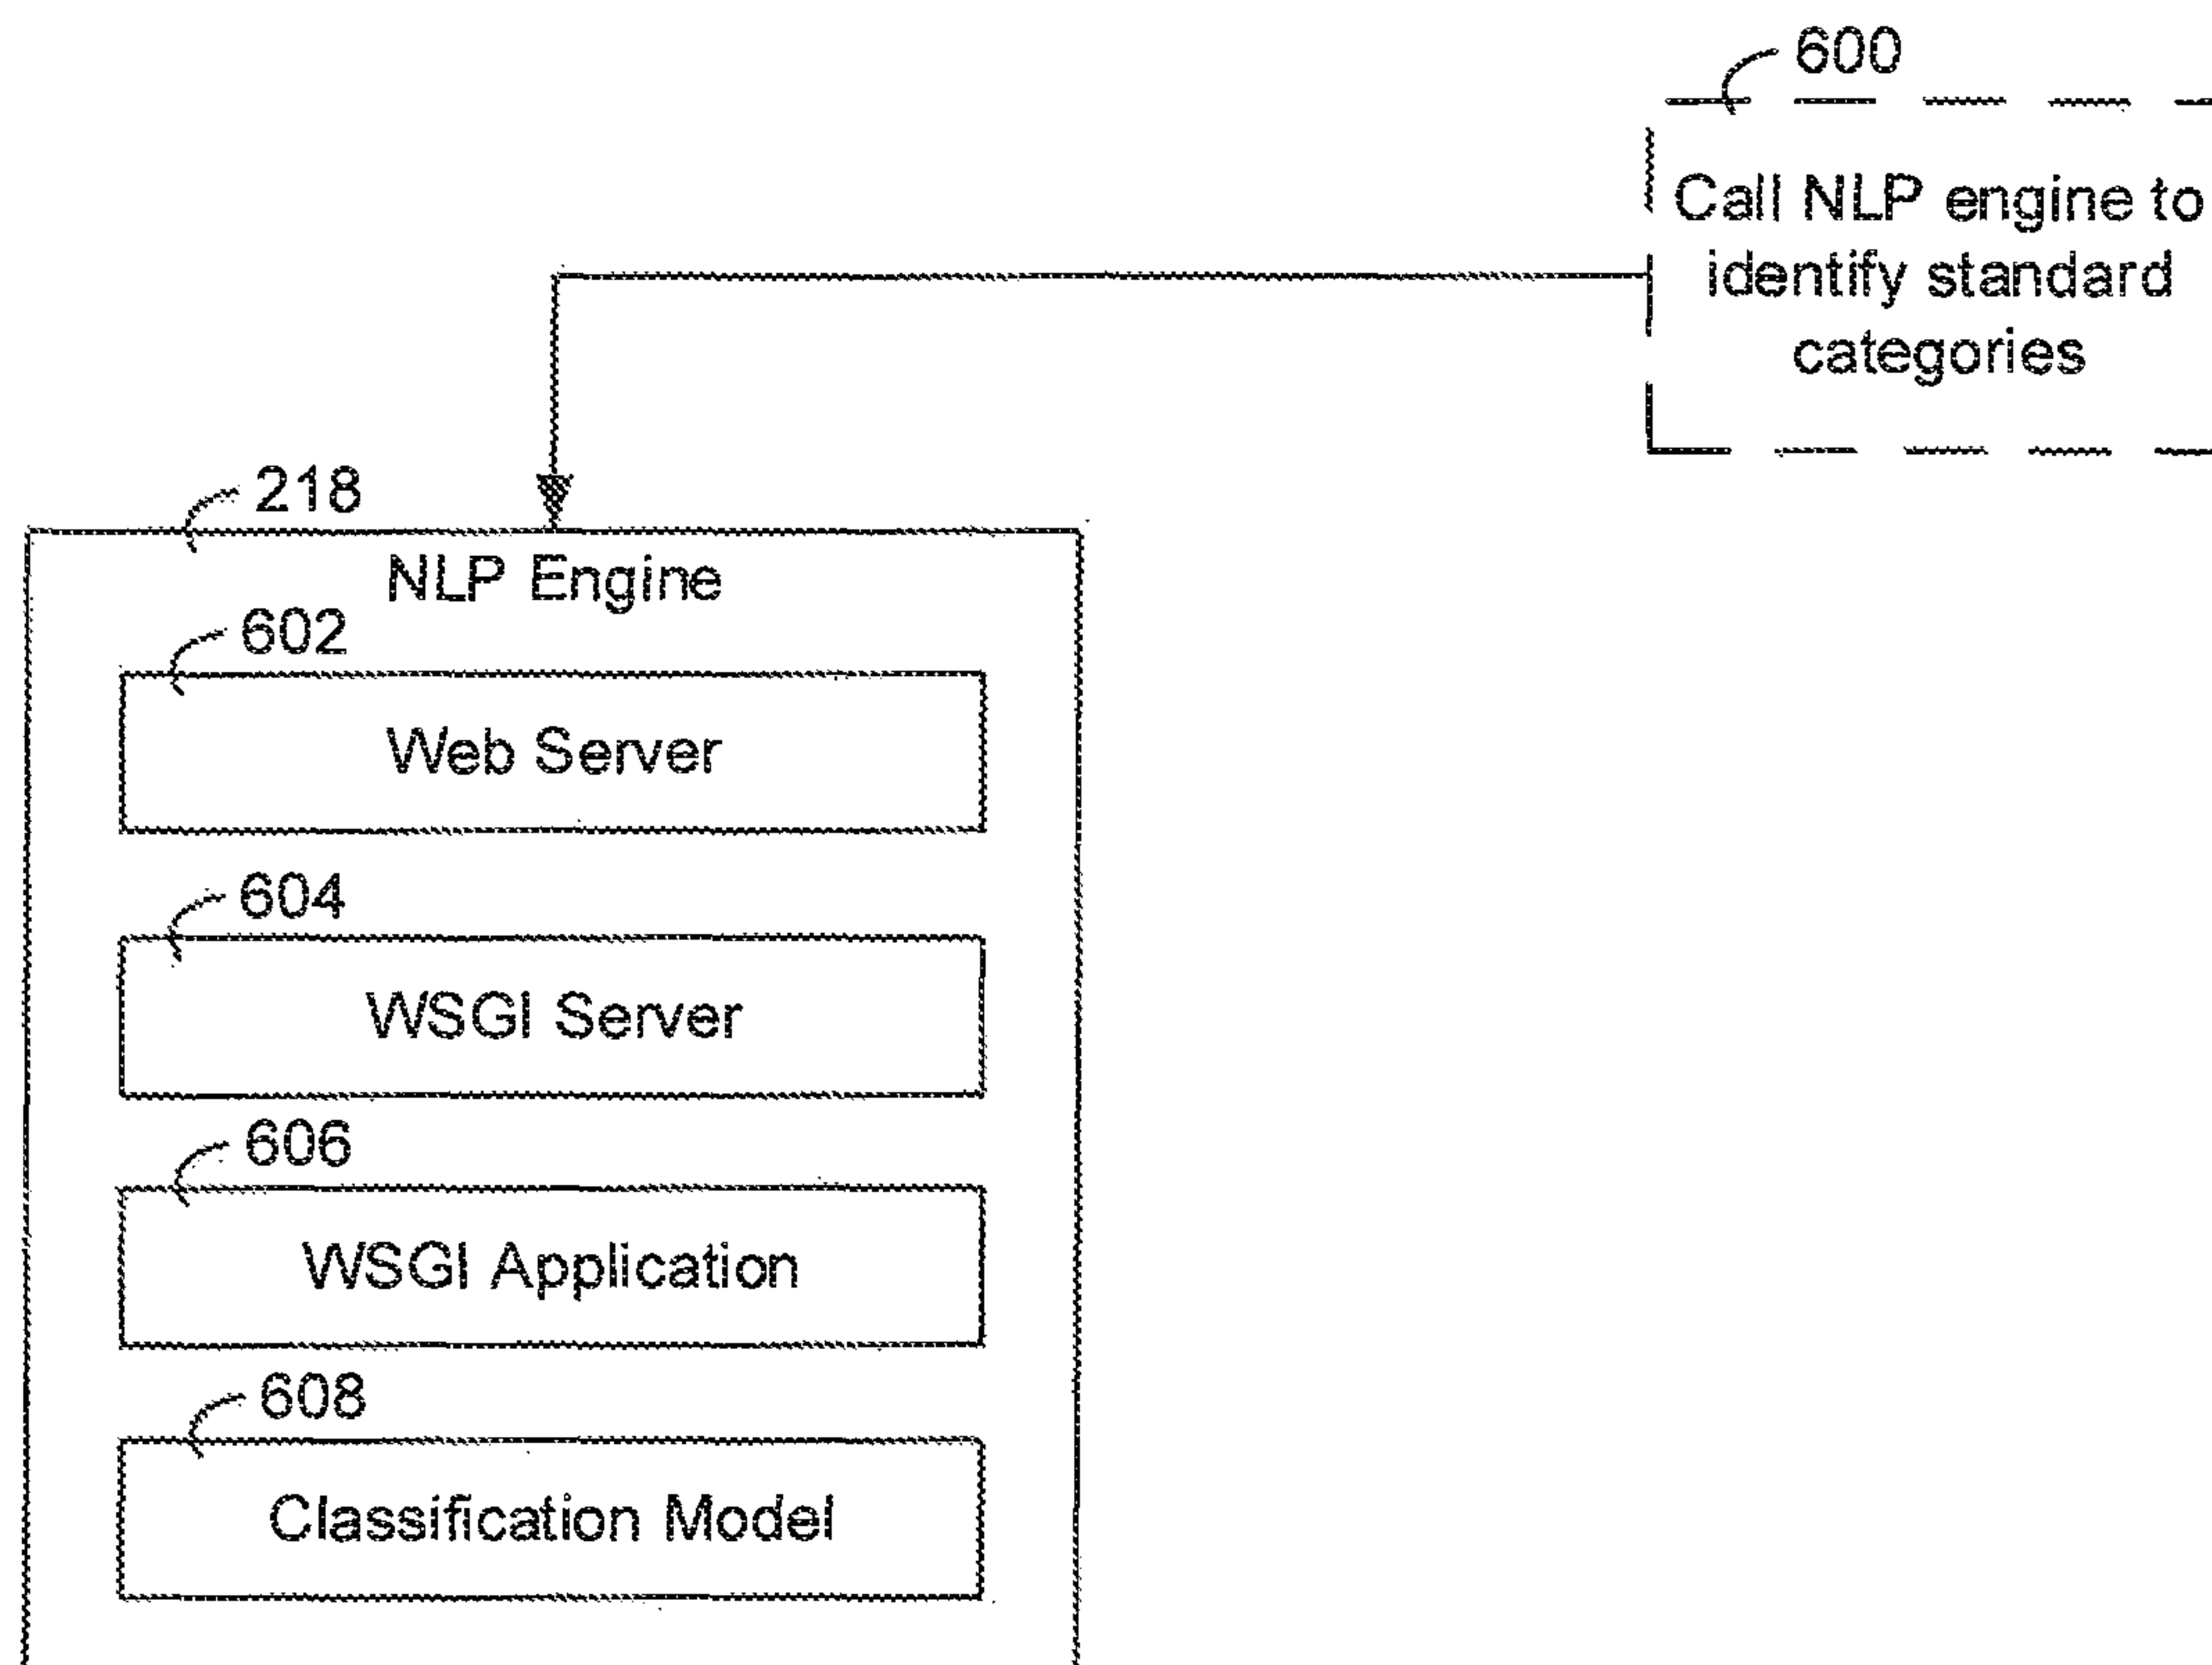 600
Call NLP engine to
identify standard
categories
218
NLP Engine
602
Web Server
604
WSGI Server
606
WSGI Application
608
Classification Model